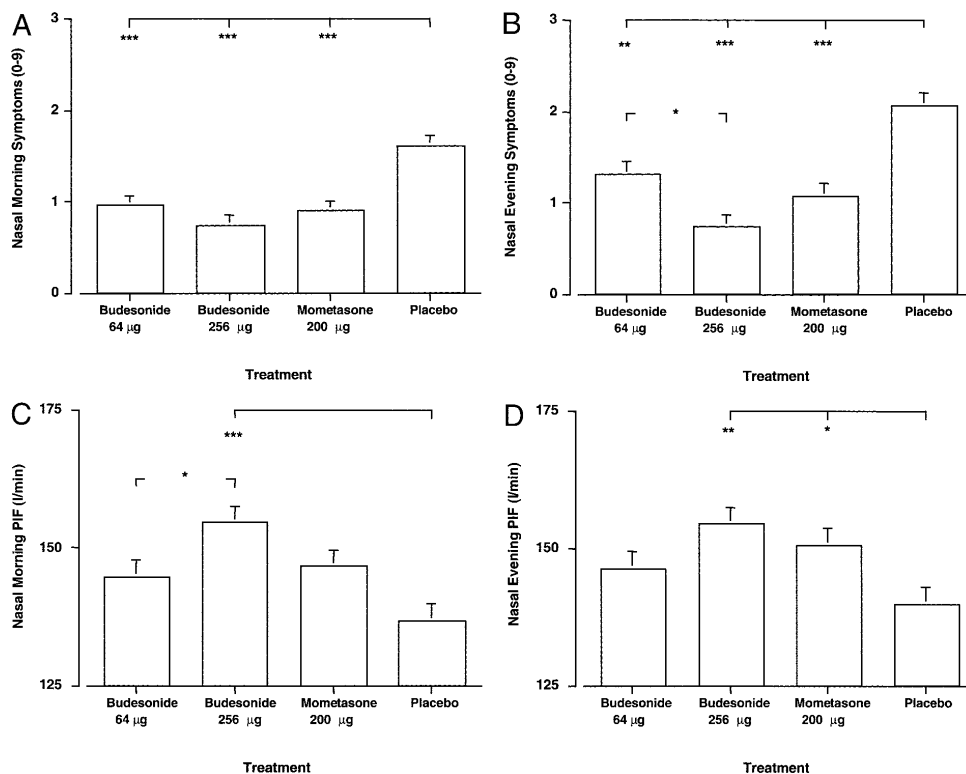 A
Nasal Morning Symptoms (0-9)
3
2
1
0
*** *** ***
Budesonide 64 µg
Budesonide 256 µg
Mometasone 200 µg
Placebo
Treatment
B
Nasal Evening Symptoms (0-9)
3
2
1
0
** *** ***
*
Budesonide 64 µg
Budesonide 256 µg
Mometasone 200 µg
Placebo
Treatment
C
Nasal Morning PIF (l/min)
175
150
125
***
*
Budesonide 64 µg
Budesonide 256 µg
Mometasone 200 µg
Placebo
Treatment
D
Nasal Evening PIF (l/min)
175
150
125
** *
Budesonide 64 µg
Budesonide 256 µg
Mometasone 200 µg
Placebo
Treatment